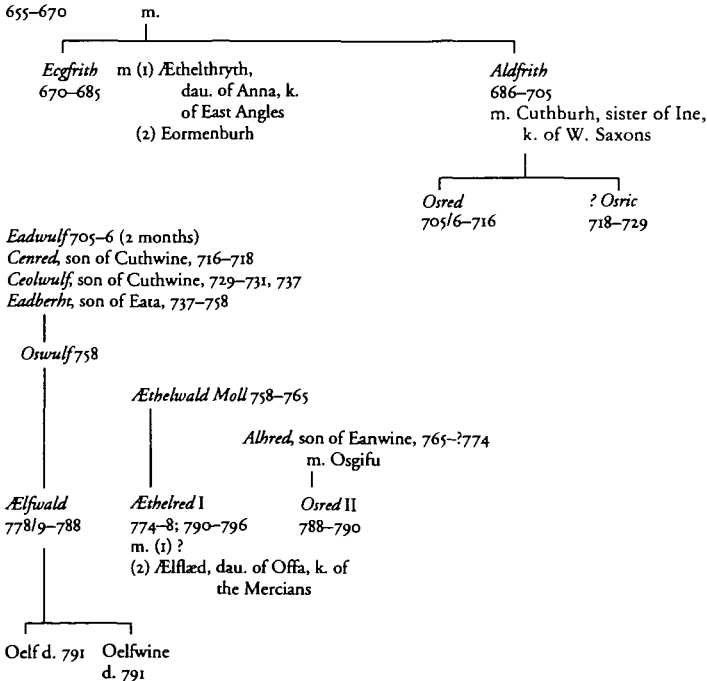 655–670 m.
Ecgfrith m (1) Æthelthryth, Aldfrith
670–685 dau. of Anna, k. 686–705
of East Angles m. Cuthburh, sister of Ine,
(2) Eormenburh k. of W. Saxons
Osred ? Osric
705/6–716 718–729
Eadwulf 705–6 (2 months)
Cenred, son of Cuthwine, 716–718
Ceolwulf, son of Cuthwine, 729–731, 737
Eadberht, son of Eata, 737–758
Oswulf 758
Æthelwald Moll 758–765
Alhred, son of Eanwine, 765–?774
m. Osgifu
Ælfwald Æthelred I Osred II
778/9–788 774–8; 790–796 788–790
m. (1) ?
(2) Ælflæd, dau. of Offa, k. of
the Mercians
Oelf d. 791 Oelfwine
d. 791